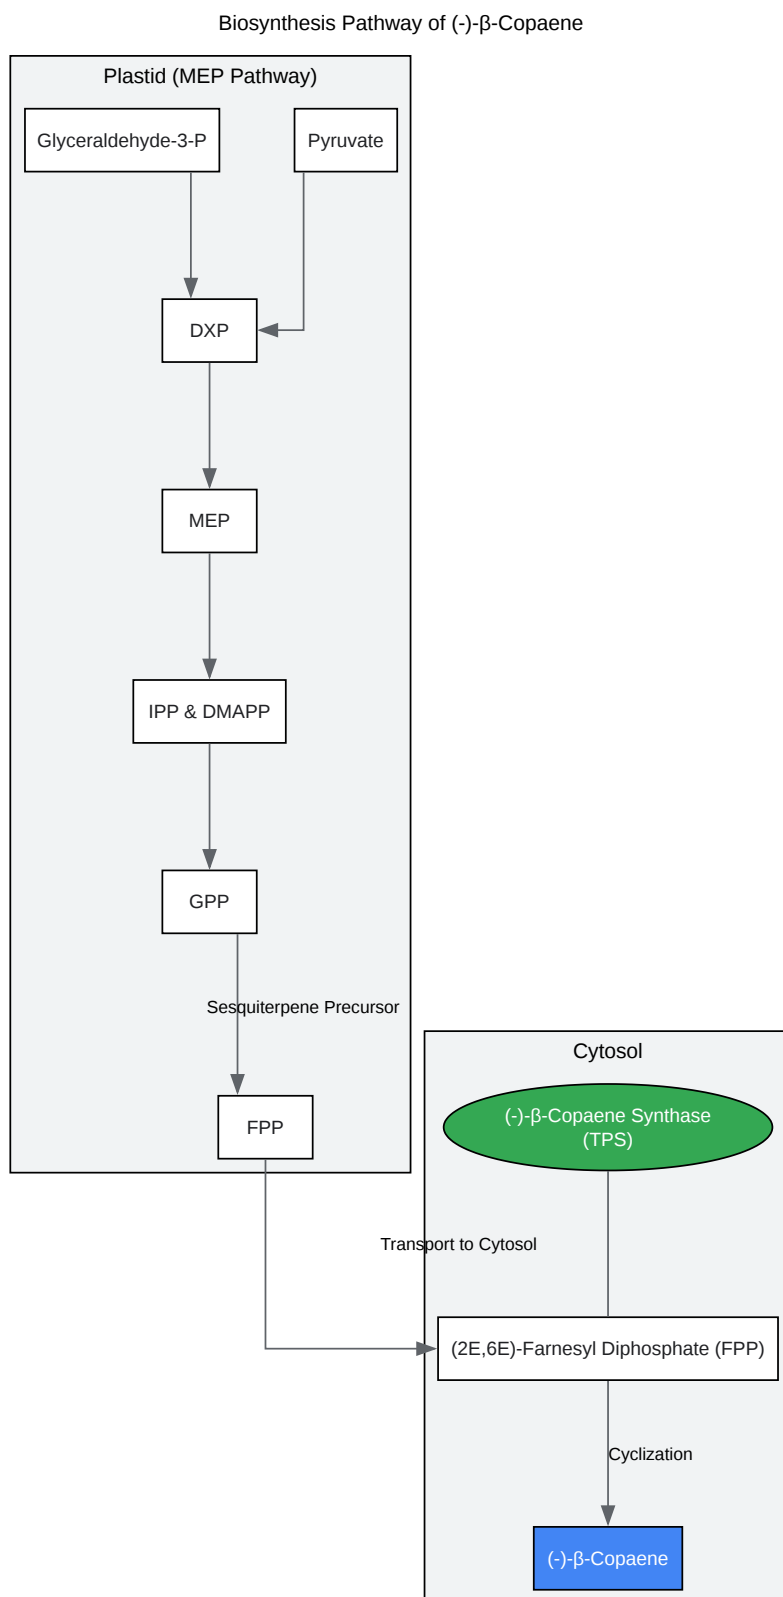 Biosynthesis Pathway of (-)-β-Copaene
Plastid (MEP Pathway)
Glyceraldehyde-3-P
Pyruvate
DXP
MEP
IPP & DMAPP
GPP
Sesquiterpene Precursor
FPP
Cytosol
(-)-β-Copaene Synthase
(TPS)
Transport to Cytosol
(2E,6E)-Farnesyl Diphosphate (FPP)
Cyclization
(-)-β-Copaene